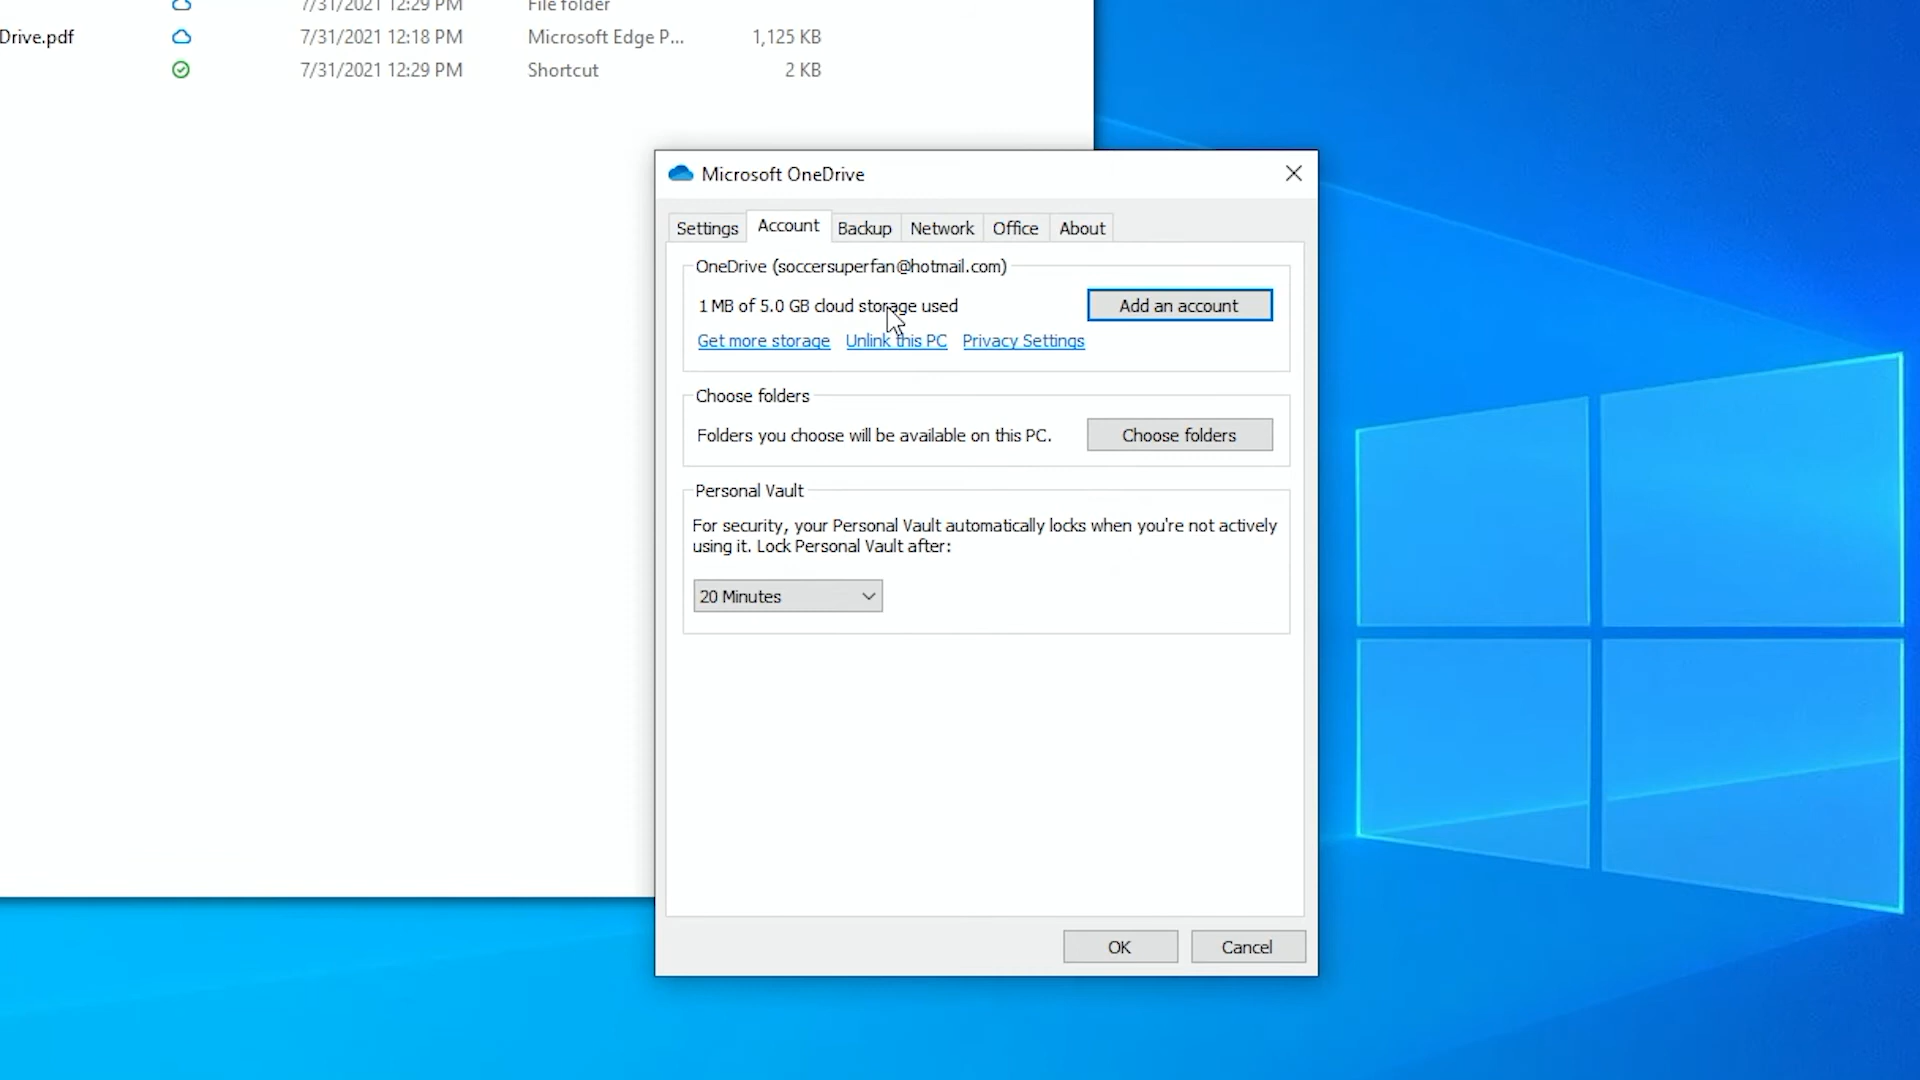 7/31/2021 12:29 PM File folder
Drive.pdf 7/31/2021 12:18 PM Microsoft Edge P... 1,125 KB
7/31/2021 12:29 PM Shortcut 2 KB
Microsoft OneDrive
Settings Account Backup Network Office About
OneDrive (soccersuperfan@hotmail.com)
1 MB of 5.0 GB cloud storage used Add an account
Get more storage Unlink this PC Privacy Settings
Choose folders
Folders you choose will be available on this PC. Choose folders
Personal Vault
For security, your Personal Vault automatically locks when you're not actively
using it. Lock Personal Vault after:
20 Minutes
OK Cancel